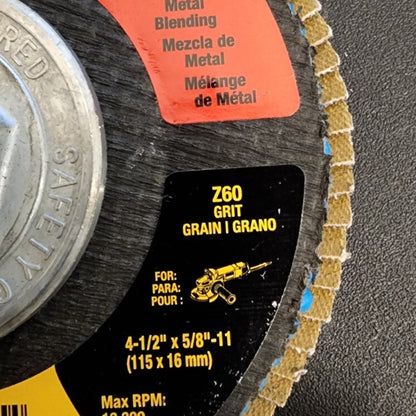 Metal
Blending
Mezcla de
Metal
Mélange
de Métal
RED
SAFETY
Z60
GRIT
GRAIN | GRANO
FOR:
PARA:
POUR :
4-1/2" x 5/8"-11
(115 x 16 mm)
Max RPM: